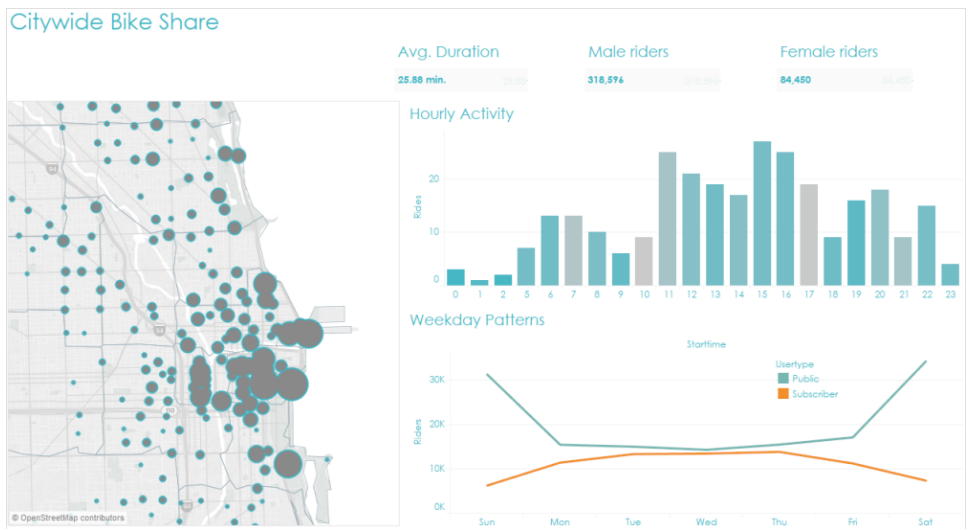 Citywide Bike Share
Avg. Duration Male riders Female riders
25.88 min. 318,596 84,450
Hourly Activity
20
Rides
10
0
0 1 2 5 6 7 8 9 10 11 12 13 14 15 16 17 18 19 20 21 22 23
Weekday Patterns
Starttime
Usertype
Public
Subscriber
30K
20K
Riders
10K
0K
Sun Mon Tue Wed Thu Fri Sat
© OpenStreetMap contributors